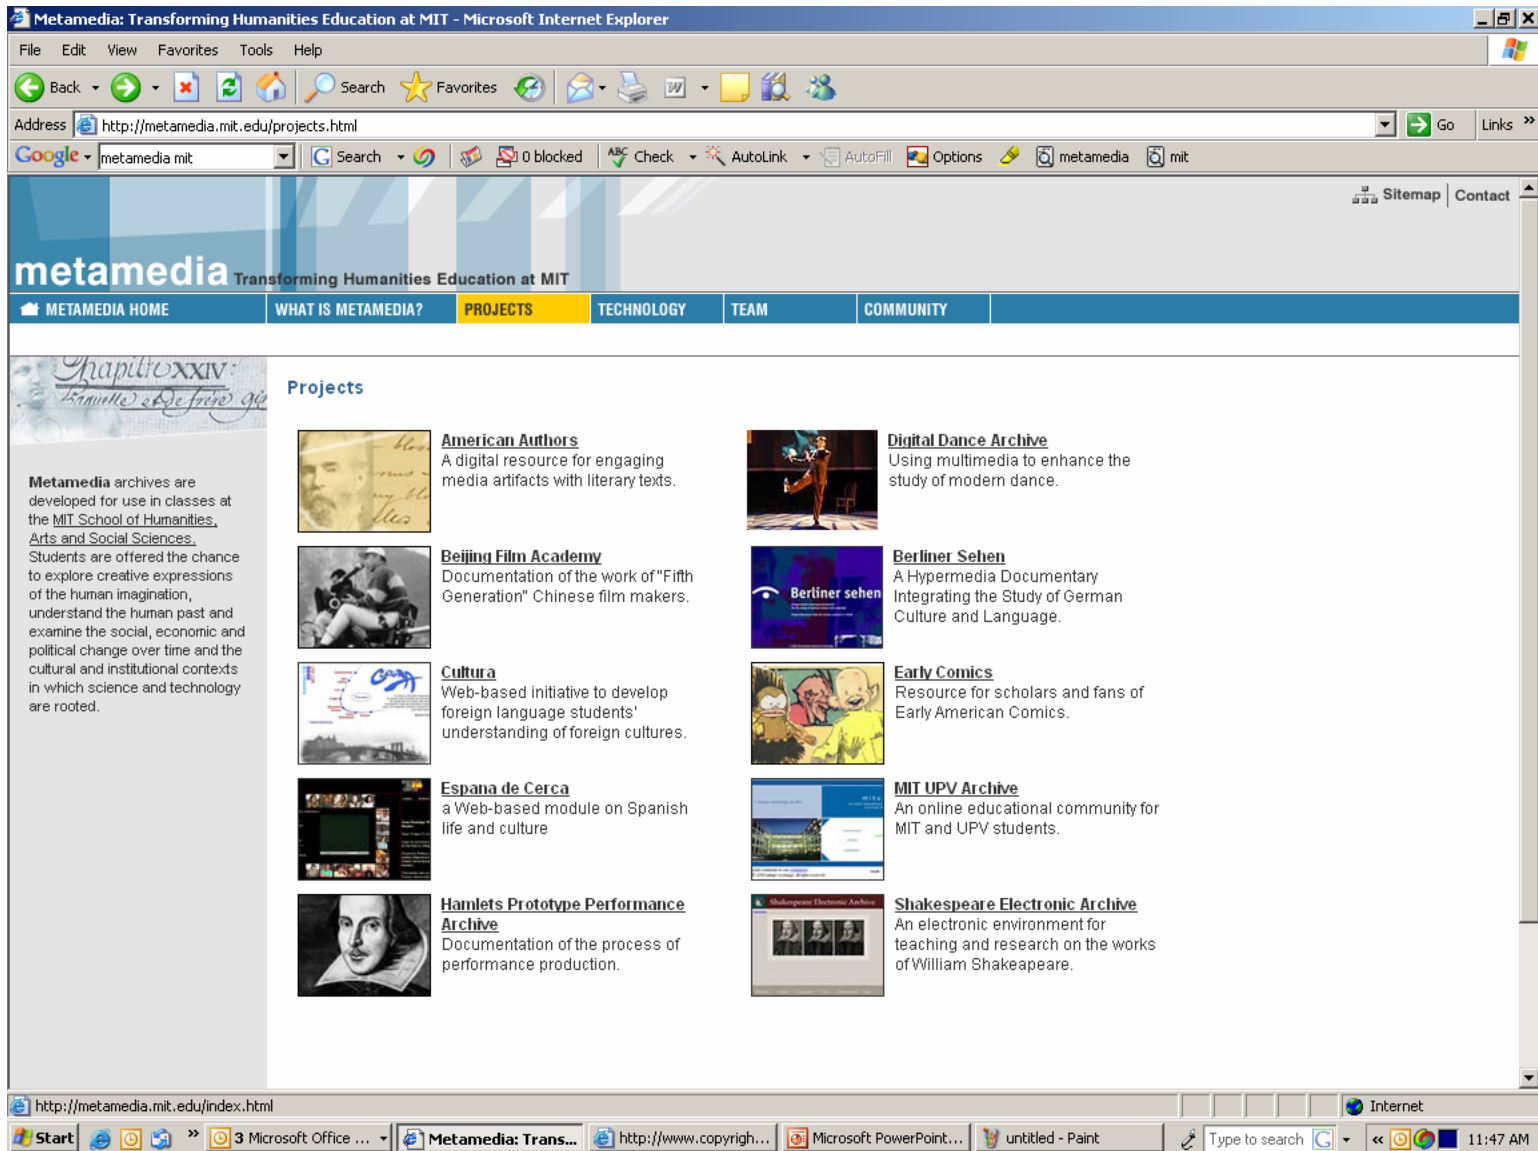 Metamedia: Transforming Humanities Education at MIT - Microsoft Internet Explorer
File Edit View Favorites Tools Help
Back Search Favorites
Address http://metamedia.mit.edu/projects.html Go Links »
Google metamedia mit G Search 0 blocked ABC Check AutoLink AutoFill Options metamedia mit
Sitemap Contact
metamedia Transforming Humanities Education at MIT
METAMEDIA HOME WHAT IS METAMEDIA? PROJECTS TECHNOLOGY TEAM COMMUNITY
Chapitre XXIV:
Metamedia archives are
developed for use in classes at
the MIT School of Humanities,
Arts and Social Sciences.
Students are offered the chance
to explore creative expressions
of the human imagination,
understand the human past and
examine the social, economic and
political change over time and the
cultural and institutional contexts
in which science and technology
are rooted.
Projects
American Authors
A digital resource for engaging
media artifacts with literary texts.
Digital Dance Archive
Using multimedia to enhance the
study of modern dance.
Beijing Film Academy
Documentation of the work of "Fifth
Generation" Chinese film makers.
Berliner sehen
Berliner Sehen
A Hypermedia Documentary
Integrating the Study of German
Culture and Language.
Cultura
Web-based initiative to develop
foreign language students'
understanding of foreign cultures.
Early Comics
Resource for scholars and fans of
Early American Comics.
Espana de Cerca
a Web-based module on Spanish
life and culture
MIT UPV Archive
An online educational community for
MIT and UPV students.
Hamlets Prototype Performance
Archive
Documentation of the process of
performance production.
Shakespeare Electronic Archive
Shakespeare Electronic Archive
An electronic environment for
teaching and research on the works
of William Shakeapeare.
http://metamedia.mit.edu/index.html Internet
Start » 3 Microsoft Office ... Metamedia: Trans... http://www.copyrigh... Microsoft PowerPoint... untitled - Paint Type to search G « 11:47 AM